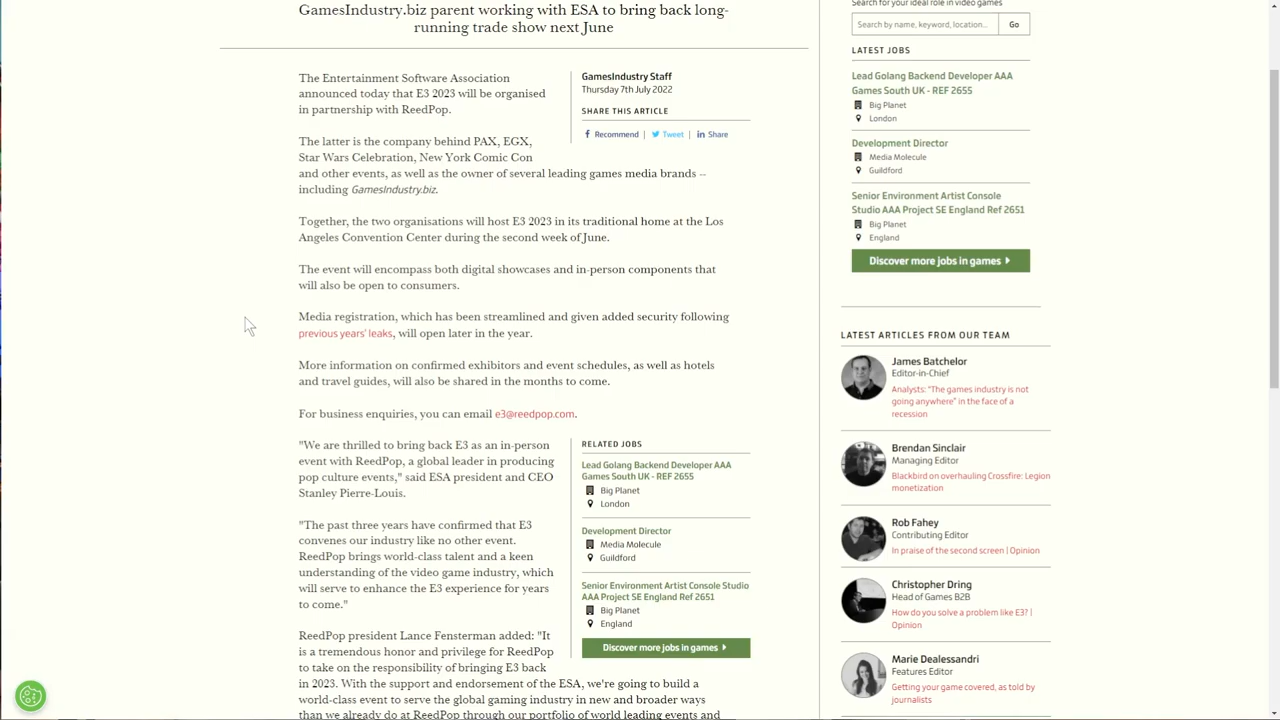 GamesIndustry.biz parent working with ESA to bring back long-
running trade show next June
The Entertainment Software Association
announced today that E3 2023 will be organised
in partnership with ReedPop.
The latter is the company behind PAX, EGX,
Star Wars Celebration, New York Comic Con
and other events, as well as the owner of several leading games media brands --
including GamesIndustry.biz.
GamesIndustry Staff
Thursday 7th July 2022
SHARE THIS ARTICLE
Recommend | Tweet | Share
Together, the two organisations will host E3 2023 in its traditional home at the Los
Angeles Convention Center during the second week of June.
The event will encompass both digital showcases and in-person components that
will also be open to consumers.
Media registration, which has been streamlined and given added security following
previous years' leaks, will open later in the year.
More information on confirmed exhibitors and event schedules, as well as hotels
and travel guides, will also be shared in the months to come.
For business enquiries, you can email e3@reedpop.com.
"We are thrilled to bring back E3 as an in-person
event with ReedPop, a global leader in producing
pop culture events," said ESA president and CEO
Stanley Pierre-Louis.
"The past three years have confirmed that E3
convenes our industry like no other event.
ReedPop brings world-class talent and a keen
understanding of the video game industry, which
will serve to enhance the E3 experience for years
to come."
ReedPop president Lance Fensterman added: "It
is a tremendous honor and privilege for ReedPop
to take on the responsibility of bringing E3 back
in 2023. With the support and endorsement of the ESA, we're going to build a
world-class event to serve the global gaming industry in new and broader ways
than we already do at ReedPop through our portfolio of world leading events and
RELATED JOBS
Lead Golang Backend Developer AAA
Games South UK - REF 2655
Big Planet
London
Development Director
Media Molecule
Guildford
Senior Environment Artist Console Studio
AAA Project SE England Ref 2651
Big Planet
England
Discover more jobs in games
Search for your ideal role in video games
Search by name, keyword, location...
Go
LATEST JOBS
Lead Golang Backend Developer AAA
Games South UK - REF 2655
Big Planet
London
Development Director
Media Molecule
Guildford
Senior Environment Artist Console
Studio AAA Project SE England Ref 2651
Big Planet
England
Discover more jobs in games
LATEST ARTICLES FROM OUR TEAM
James Batchelor
Editor-in-Chief
Analysts: "The games industry is not
going anywhere" in the face of a
recession
Brendan Sinclair
Managing Editor
Blackbird on overhauling Crossfire: Legion
monetization
Rob Fahey
Contributing Editor
In praise of the second screen | Opinion
Christopher Dring
Head of Games B2B
How do you solve a problem like E3? |
Opinion
Marie Dealessandri
Features Editor
Getting your game covered, as told by
journalists